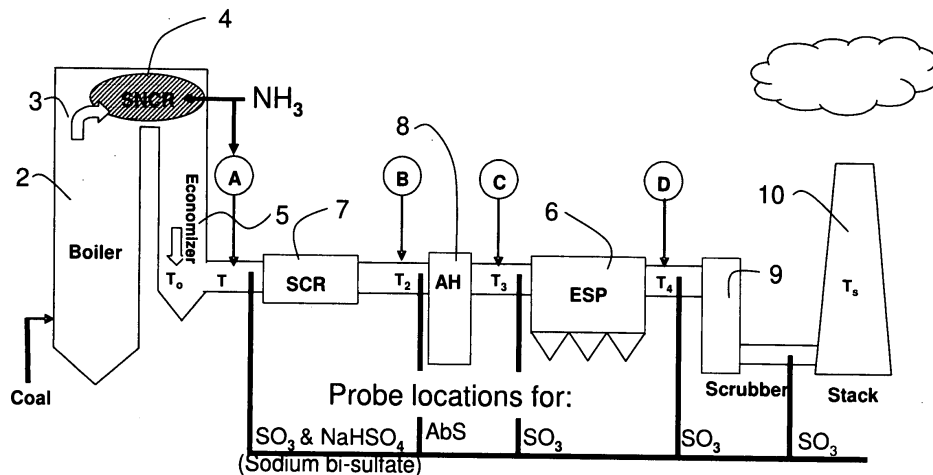 4
SNCR
NH3
3
8
A
B
C
D
2
Economizer
5
7
6
10
Boiler
9
To
T
SCR
T2
AH
T3
ESP
T4
Ts
Coal
Probe locations for:
Scrubber
Stack
SO3 & NaHSO4
(Sodium bi-sulfate)
AbS
SO3
SO3
SO3